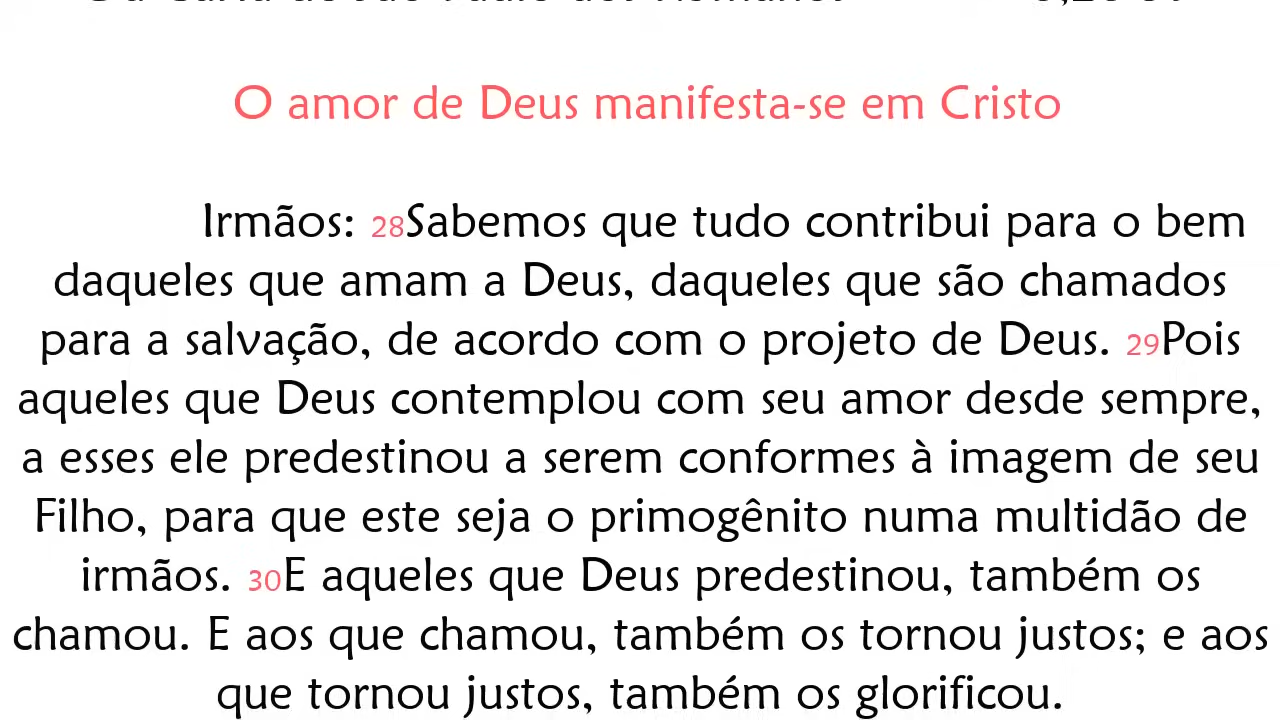 O amor de Deus manifesta-se em Cristo
Irmãos: 28Sabemos que tudo contribui para o bem
daqueles que amam a Deus, daqueles que são chamados
para a salvação, de acordo com o projeto de Deus. 29Pois
aqueles que Deus contemplou com seu amor desde sempre,
a esses ele predestinou a serem conformes à imagem de seu
Filho, para que este seja o primogênito numa multidão de
irmãos. 30E aqueles que Deus predestinou, também os
chamou. E aos que chamou, também os tornou justos; e aos
que tornou justos, também os glorificou.